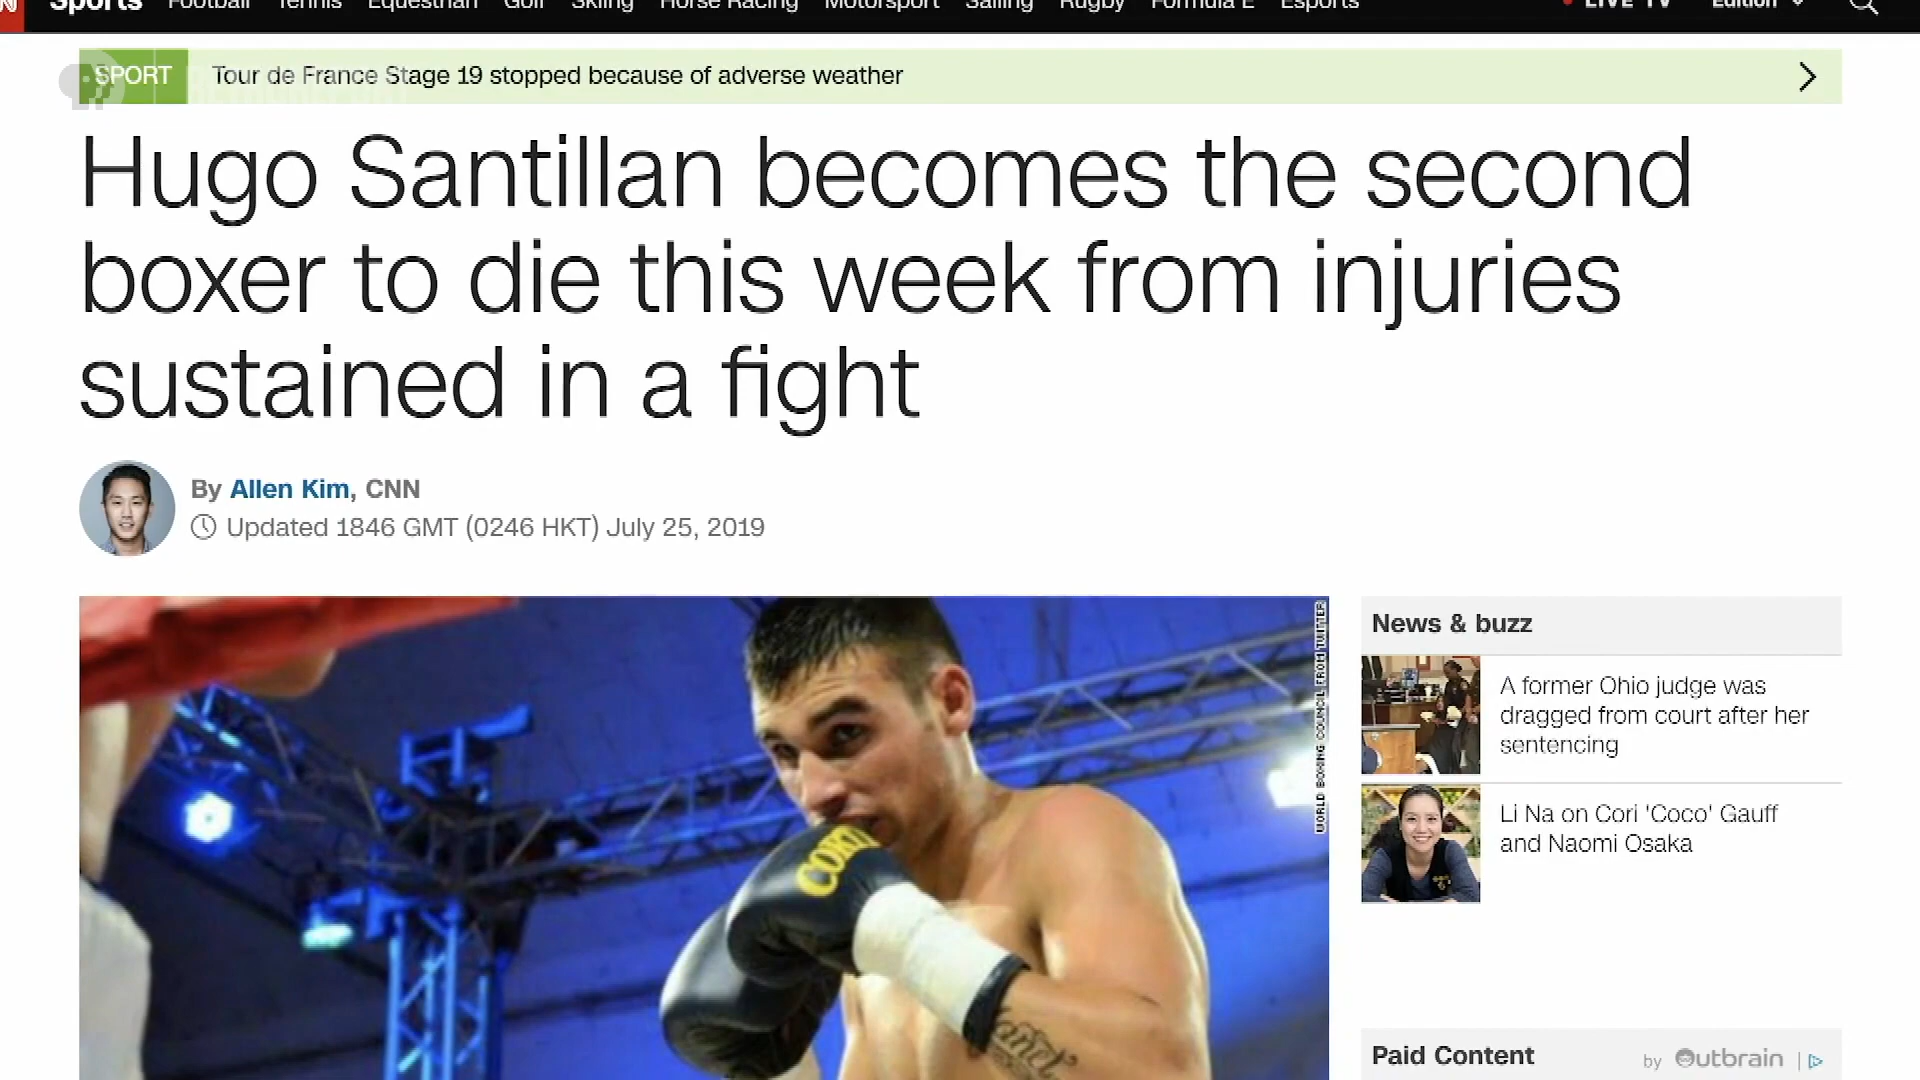 Sports Football Tennis Equestrian Golf Skiing Horse Racing Motorsport Sailing Rugby Formula E Esports LIVE TV Edition
SPORT Tour de France Stage 19 stopped because of adverse weather
Hugo Santillan becomes the second
boxer to die this week from injuries
sustained in a fight
By Allen Kim, CNN
Updated 1846 GMT (0246 HKT) July 25, 2019
WORLD BOXING COUNCIL FROM TWITTER
News & buzz
A former Ohio judge was
dragged from court after her
sentencing
Li Na on Cori 'Coco' Gauff
and Naomi Osaka
Paid Content by Outbrain